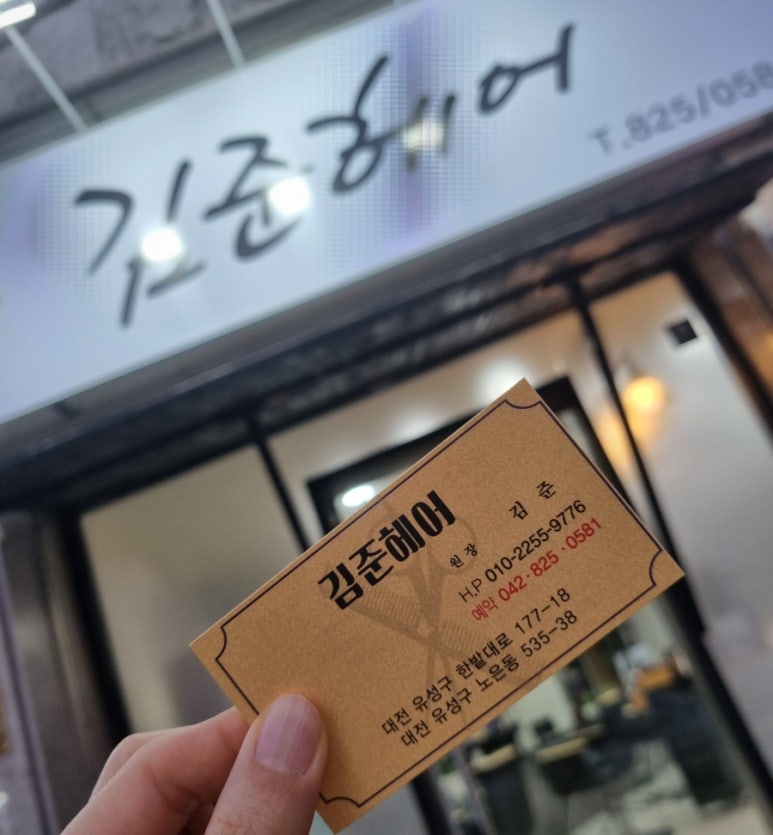 김준헤어
T.825/058
김준헤어
원장 김 준
H.P 010-2255-9776
예약 042·825·0581
대전 유성구 한밭대로 177-18
대전 유성구 노은동 535-38